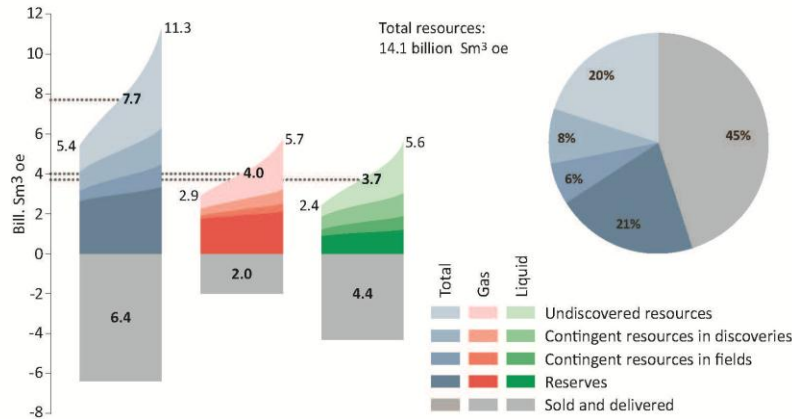 Bill. Sm³ oe
12
10
8
6
4
2
0
-2
-4
-6
-8
11.3
7.7
5.4
6.4
5.7
4.0
2.9
2.0
5.6
3.7
2.4
4.4
Total resources:
14.1 billion Sm³ oe
20%
45%
8%
6%
21%
Total
Gas
Liquid
Undiscovered resources
Contingent resources in discoveries
Contingent resources in fields
Reserves
Sold and delivered